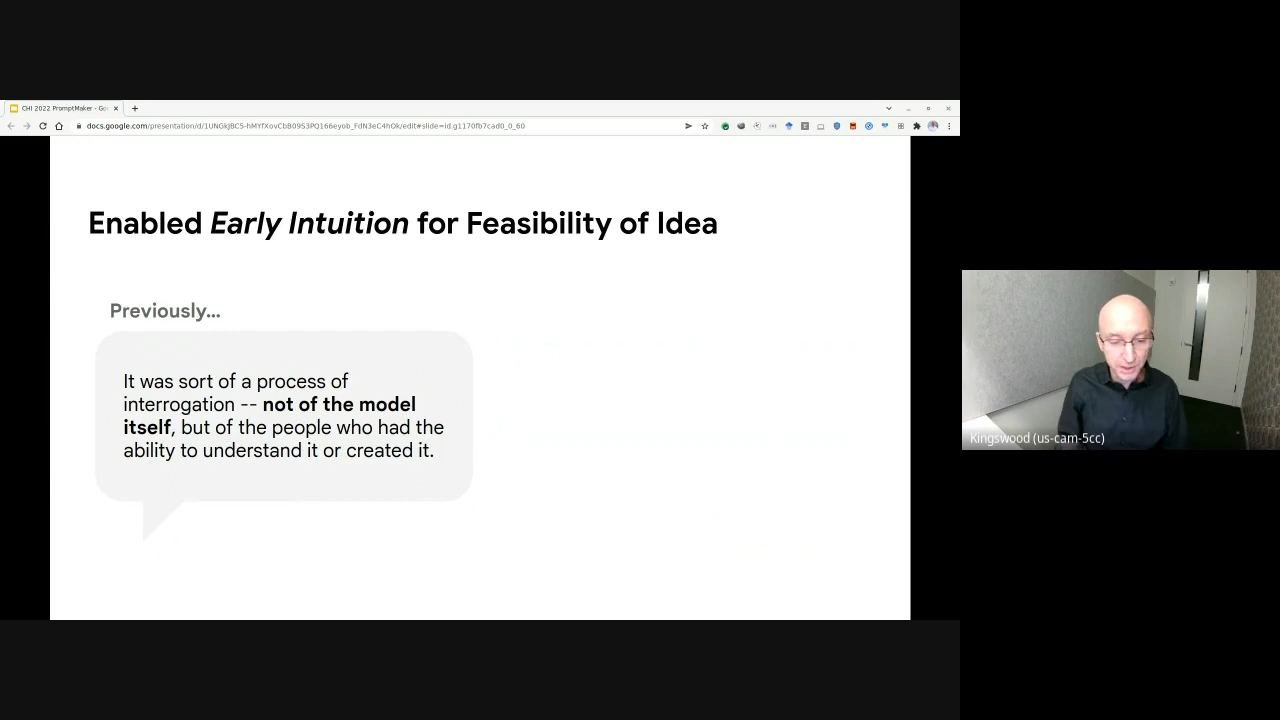 CHI 2022 PromptMaker - Go
docs.google.com/presentation/d/1UNGkJBC5-hMYfXovCbB09S3PQ166eyob_FdN3eC4hOk/edit#slide=id.g1170fb7cad0_0_60
Enabled Early Intuition for Feasibility of Idea
Previously...
It was sort of a process of
interrogation -- not of the model
itself, but of the people who had the
ability to understand it or created it.
Kingswood (us-cam-5cc)